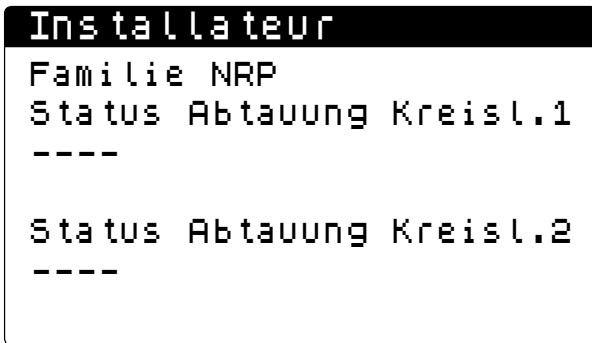 Installateur
Familie NRP
Status Abtauung Kreisl.1
----
Status Abtauung Kreisl.2
----